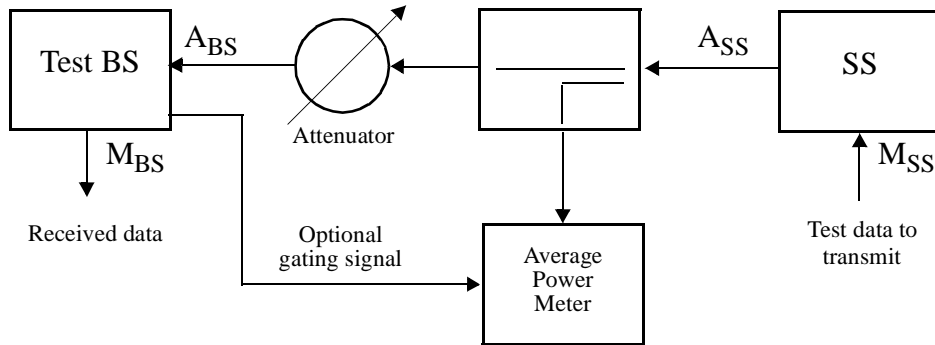 Test BS
A_BS
Attenuator
A_SS
SS
M_BS
M_SS
Received data
Optional
gating signal
Average
Power
Meter
Test data to
transmit